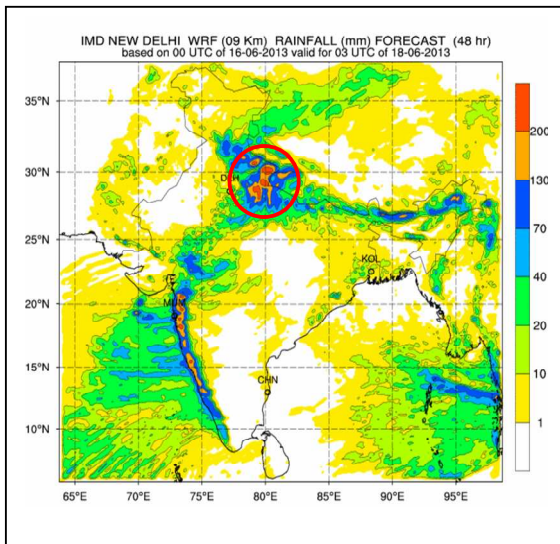 IMD NEW DELHI WRF (09 Km) RAINFALL (mm) FORECAST (48 hr)
based on 00 UTC of 16-06-2013 valid for 03 UTC of 18-06-2013
35°N
30°N
25°N
20°N
15°N
10°N
65°E
70°E
75°E
80°E
85°E
90°E
95°E
KOL
MUM
CHN
200
130
70
40
20
10
1